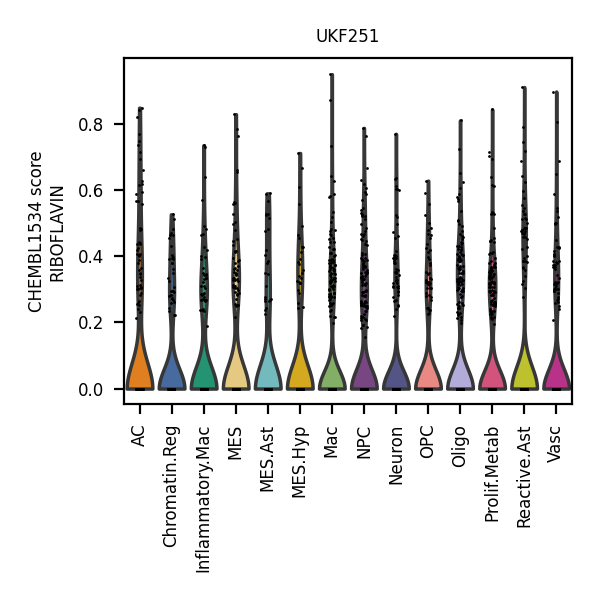 UKF251
CHEMBL1534 score
RIBOFLAVIN
0.8
0.6
0.4
0.2
0.0
AC
Chromatin.Reg
Inflammatory.Mac
MES
MES.Ast
MES.Hyp
Mac
NPC
Neuron
OPC
Oligo
Prolif.Metab
Reactive.Ast
Vasc